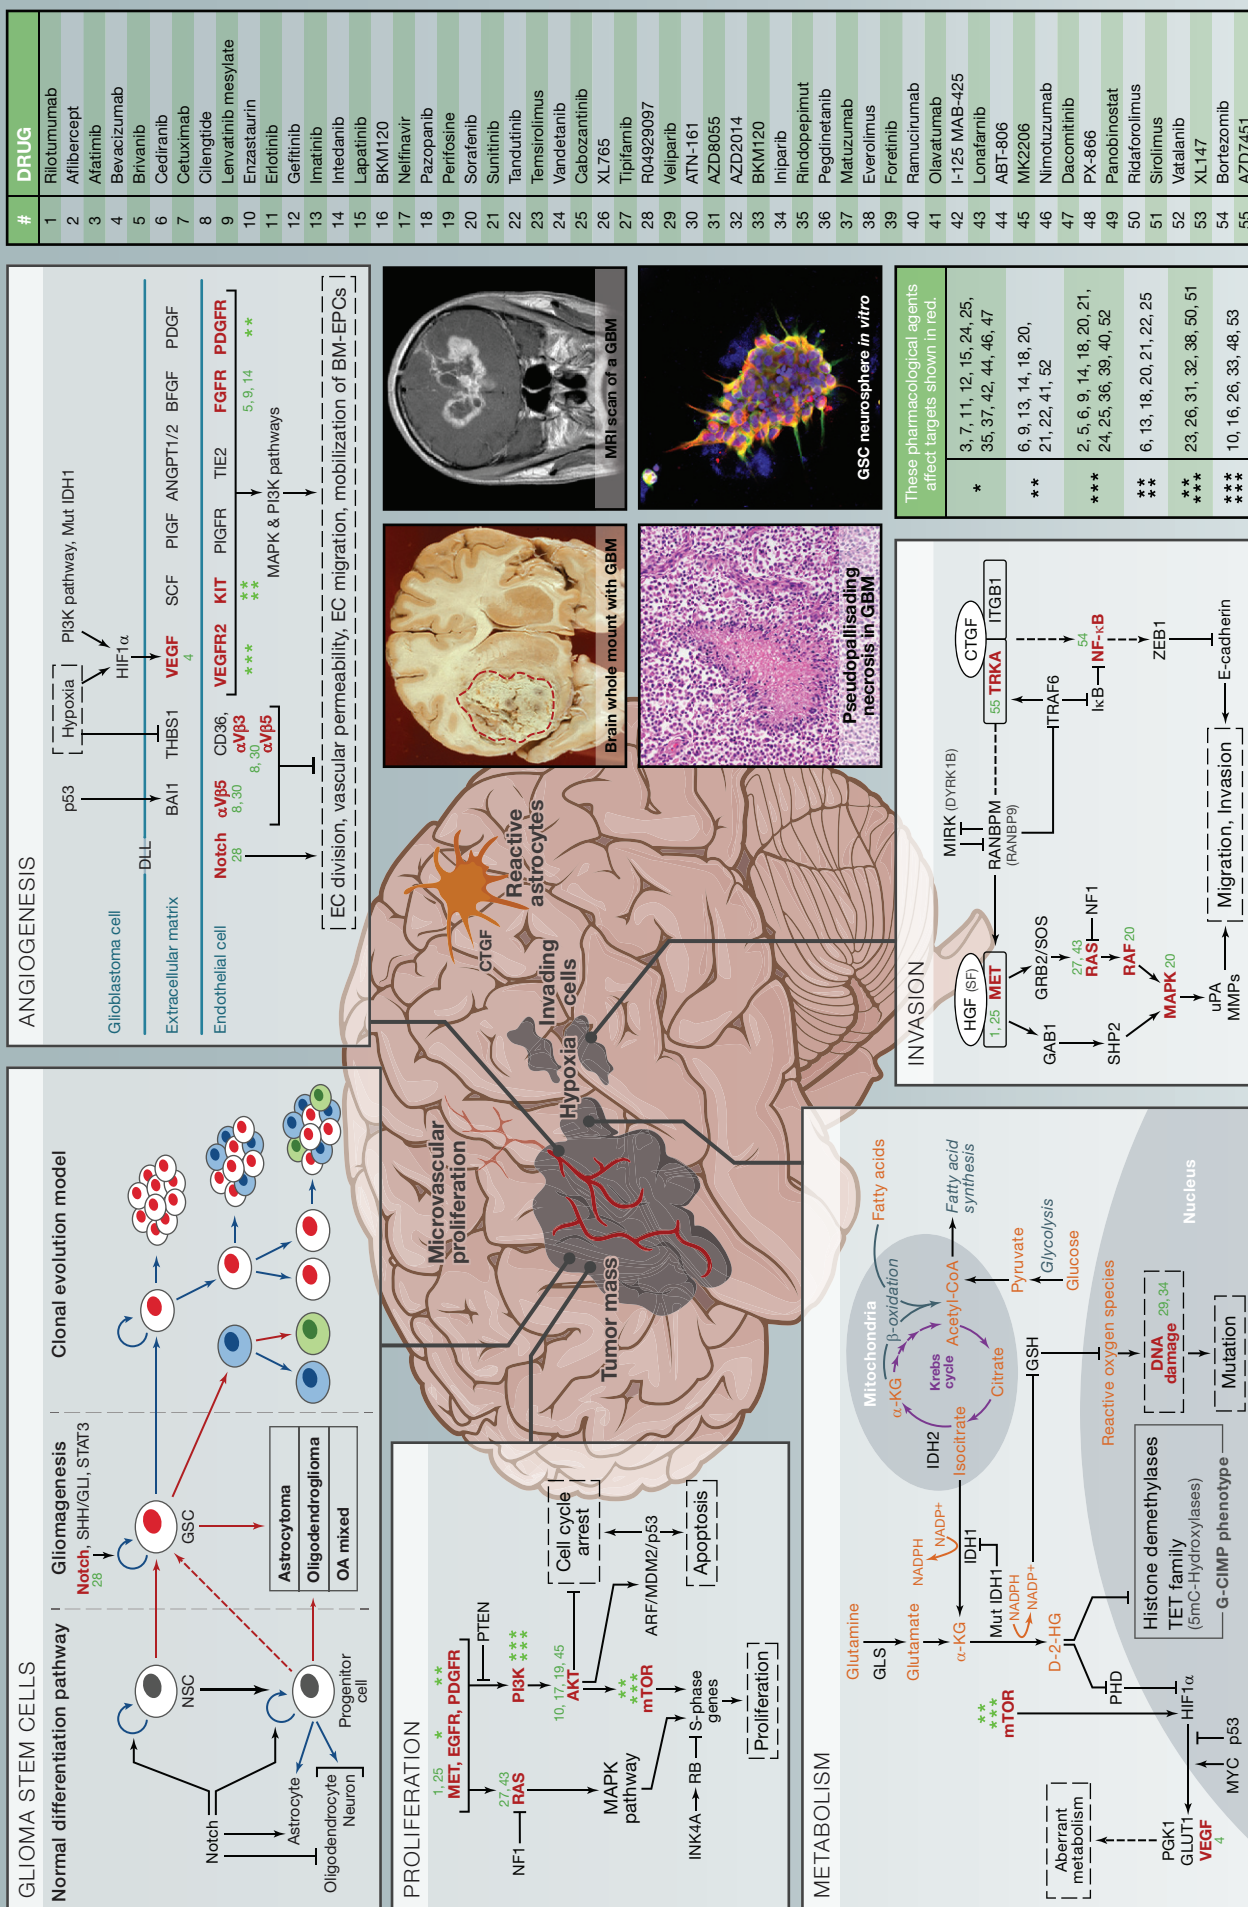 GLIOMA STEM CELLS
Normal differentiation pathway
Gliomagenesis
Clonal evolution model
Notch, SHH/GLI, STAT3
28
NSC
GSC
Notch
Progenitor
cell
Astrocyte
Oligodendrocyte
Neuron
Astrocytoma
Oligodendroglioma
OA mixed
ANGIOGENESIS
Glioblastoma cell
Extracellular matrix
Endothelial cell
p53
Hypoxia
PI3K pathway, Mut IDH1
HIF1α
DLL
BAI1
THBS1
VEGF
4
SCF
PIGF
ANGPT1/2
BFGF
PDGF
Notch
28
αVβ5
8, 30
CD36,
αVβ3
8, 30
αVβ5
VEGFR2
***
KIT
**
**
PIGFR
TIE2
FGFR
5, 9, 14
PDGFR
**
MAPK & PI3K pathways
EC division, vascular permeability, EC migration, mobilization of BM-EPCs
# DRUG
1 Rilotumumab
2 Aflibercept
3 Afatimib
4 Bevacizumab
5 Brivanib
6 Cediranib
7 Cetuximab
8 Cilengtide
9 Lenvatinib mesylate
10 Enzastaurin
11 Erlotinib
12 Gefitinib
13 Imatinib
14 Intedanib
15 Lapatinib
16 BKM120
17 Nelfinavir
18 Pazopanib
19 Perifosine
20 Sorafenib
21 Sunitinib
22 Tandutinib
23 Temsirolimus
24 Vandetanib
25 Cabozantinib
26 XL765
27 Tipifarnib
28 R04929097
29 Veliparib
30 ATN-161
31 AZD8055
32 AZD2014
33 BKM120
34 Iniparib
35 Rindopepimut
36 Pegdinetanib
37 Matuzumab
38 Everolimus
39 Foretinib
40 Ramucirumab
41 Olavatumab
42 I-125 MAB-425
43 Lonafarnib
44 ABT-806
45 MK2206
46 Nimotuzumab
47 Dacomitinib
48 PX-866
49 Panobinostat
50 Ridaforolimus
51 Sirolimus
52 Vatalanib
53 XL147
54 Bortezomib
55 AZD7451
PROLIFERATION
1, 25 * **
MET, EGFR, PDGFR
PTEN
NF1
27, 43
RAS
PI3K
***
***
10, 17, 19, 45
AKT
Cell cycle
arrest
MAPK
pathway
**
***
mTOR
ARF/MDM2/p53
INK4A
RB
S-phase
genes
Apoptosis
Proliferation
Microvascular
proliferation
Tumor mass
Hypoxia
Invading
cells
CTGF
Reactive
astrocytes
Brain whole mount with GBM
MRI scan of a GBM
Pseudopallisading
necrosis in GBM
GSC neurosphere in vitro
METABOLISM
Glutamine
GLS
Glutamate
α-KG
NADPH
NADP+
IDH1
Mut IDH1
NADPH
NADP+
D-2-HG
Mitochondria
α-KG
β-oxidation
Krebs
cycle
IDH2
Isocitrate
Citrate
Acetyl-CoA
Fatty acids
Fatty acid
synthesis
Pyruvate
Glycolysis
Glucose
GSH
Reactive oxygen species
Nucleus
DNA
damage
29, 34
Mutation
Histone demethylases
TET family
(5mC-Hydroxylases)
G-CIMP phenotype
**
***
mTOR
PHD
HIF1α
MYC
p53
PGK1
GLUT1
VEGF
4
Aberrant
metabolism
INVASION
HGF (SF)
1, 25 MET
GAB1
GRB2/SOS
SHP2
27, 43
RAS
NF1
RAF 20
MAPK 20
uPA
MMPs
MIRK (DYRK1B)
RANBPM
(RANBP9)
CTGF
55 TRKA
ITGB1
ITRAF6
IκB
54
NF-κB
ZEB1
E-cadherin
Migration, Invasion
These pharmacological agents
affect targets shown in red.
* 3, 7, 11, 12, 15, 24, 25,
35, 37, 42, 44, 46, 47
** 6, 9, 13, 14, 18, 20,
21, 22, 41, 52
*** 2, 5, 6, 9, 14, 18, 20, 21,
24, 25, 36, 39, 40, 52
**
** 6, 13, 18, 20, 21, 22, 25
**
*** 23, 26, 31, 32, 38, 50, 51
***
*** 10, 16, 26, 33, 48, 53